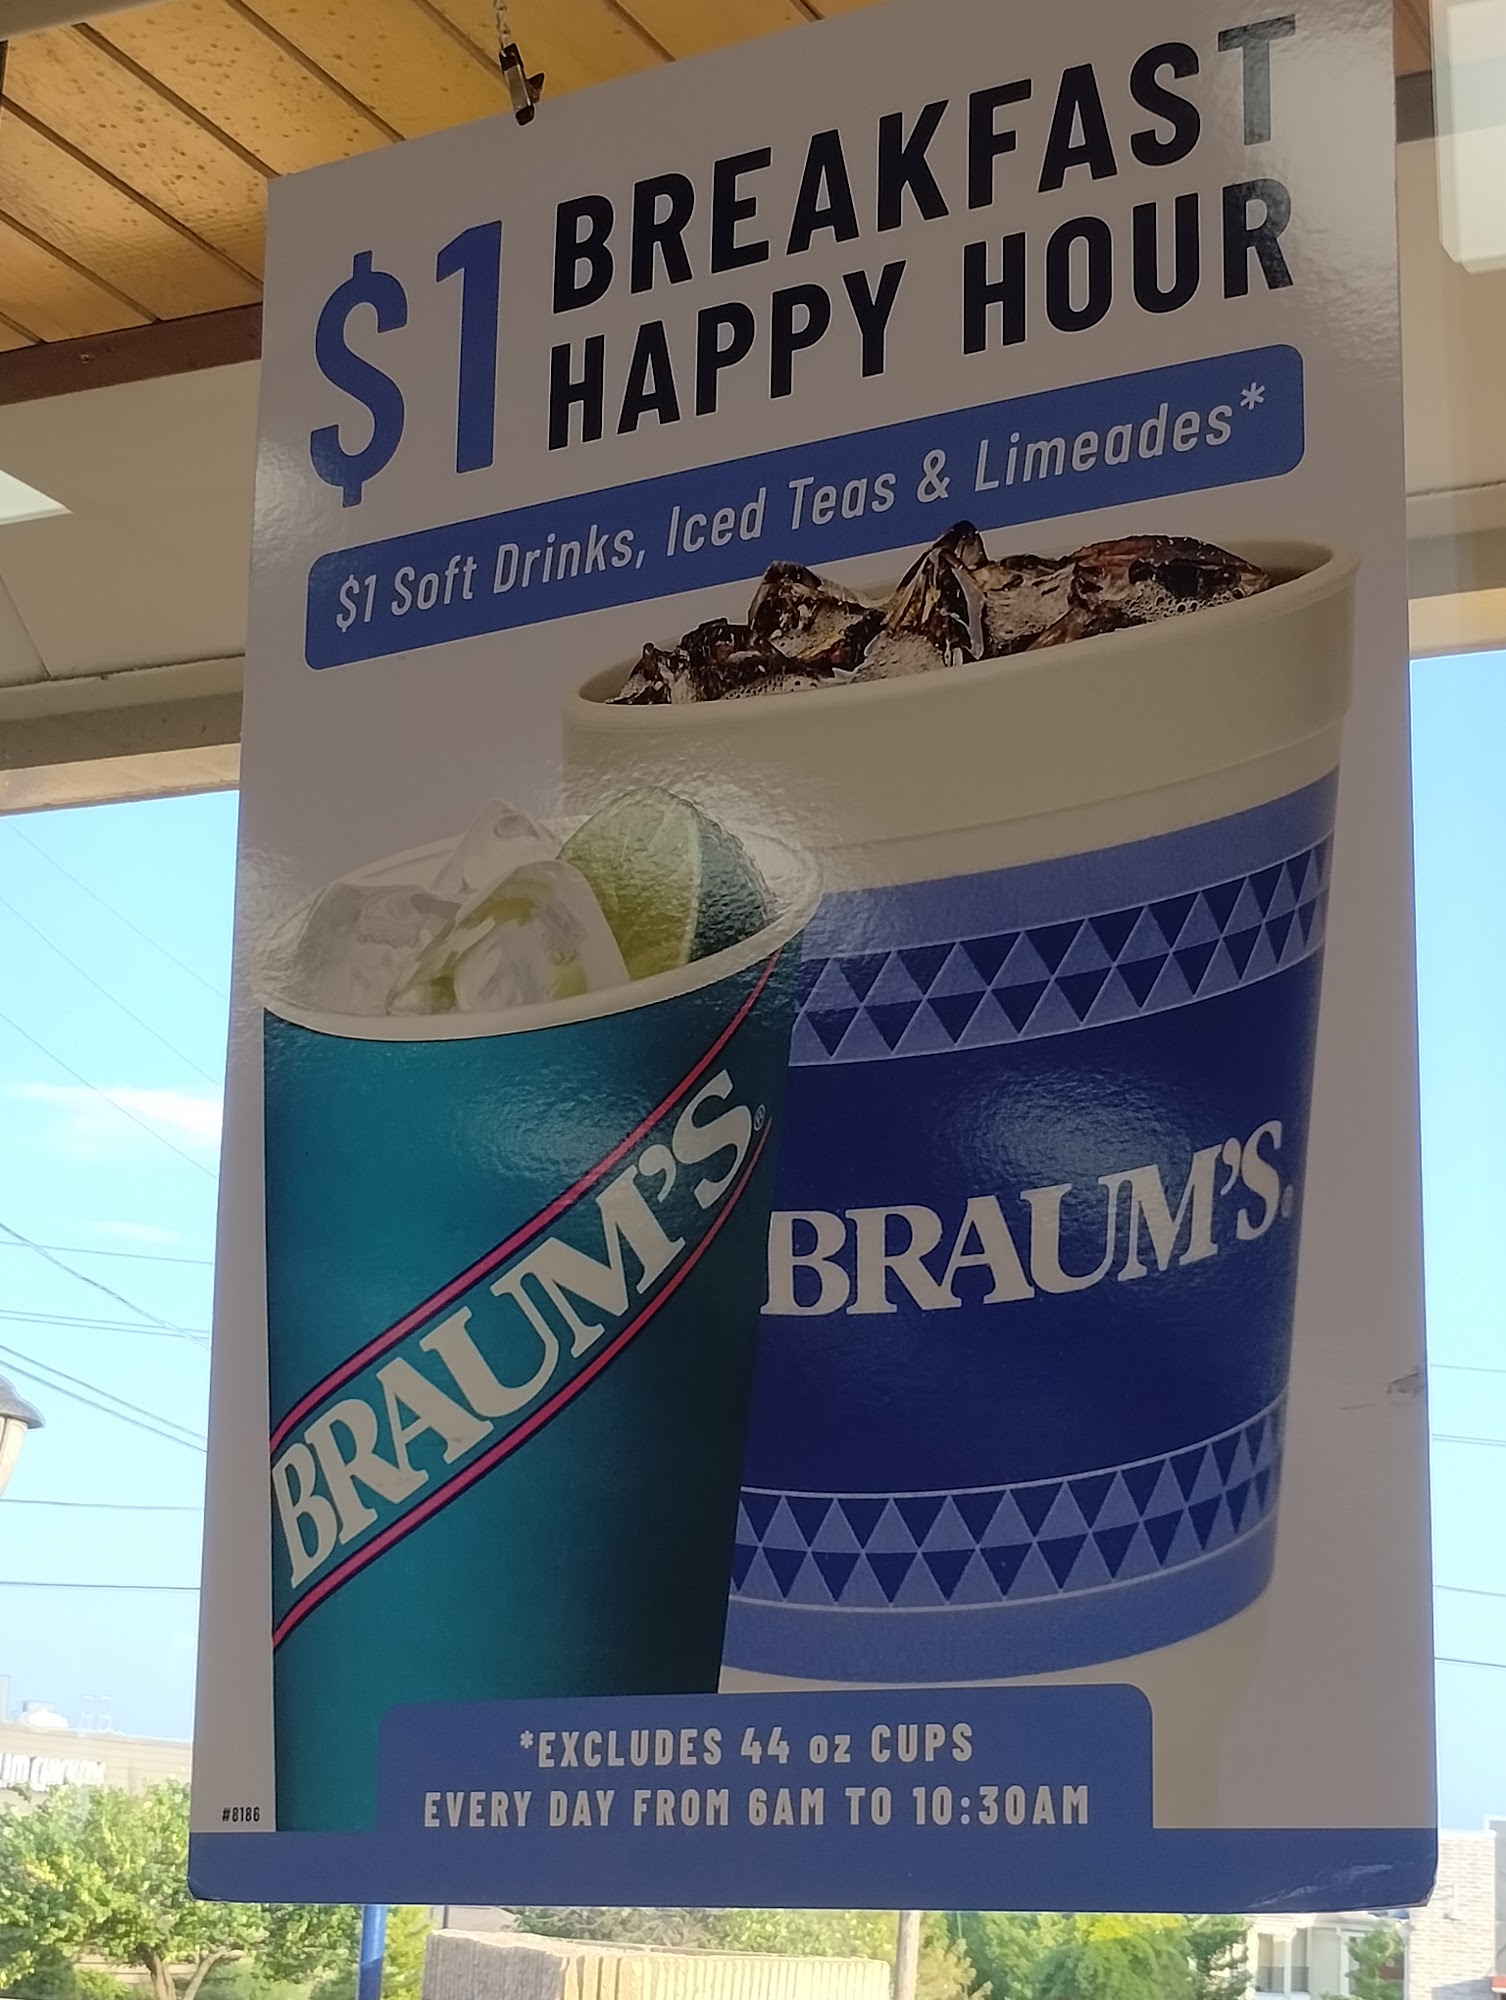 $1 BREAKFAST
HAPPY HOUR
$1 Soft Drinks, Iced Teas & Limeades*
BRAUM'S®
BRAUM'S®
*EXCLUDES 44 oz CUPS
EVERY DAY FROM 6AM TO 10:30AM
#8186